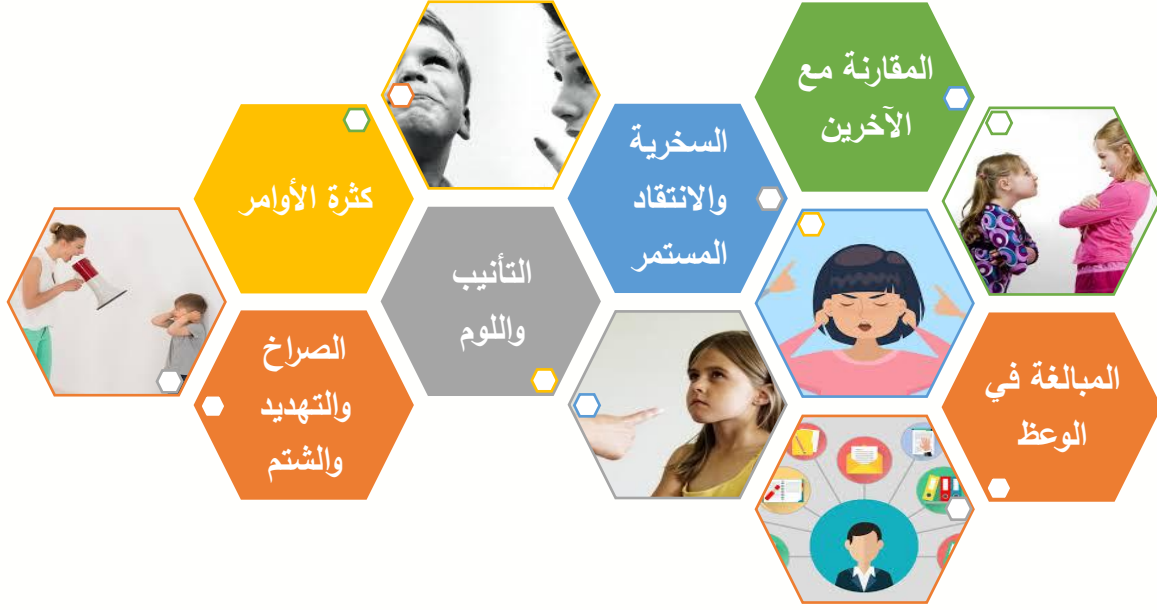 المقارنة مع
الآخرين
السخرية
والانتقاد
المستمر
كثرة الأوامر
التأنيب
واللوم
الصراخ
والتهديد
والشتم
المبالغة في
الوعظ